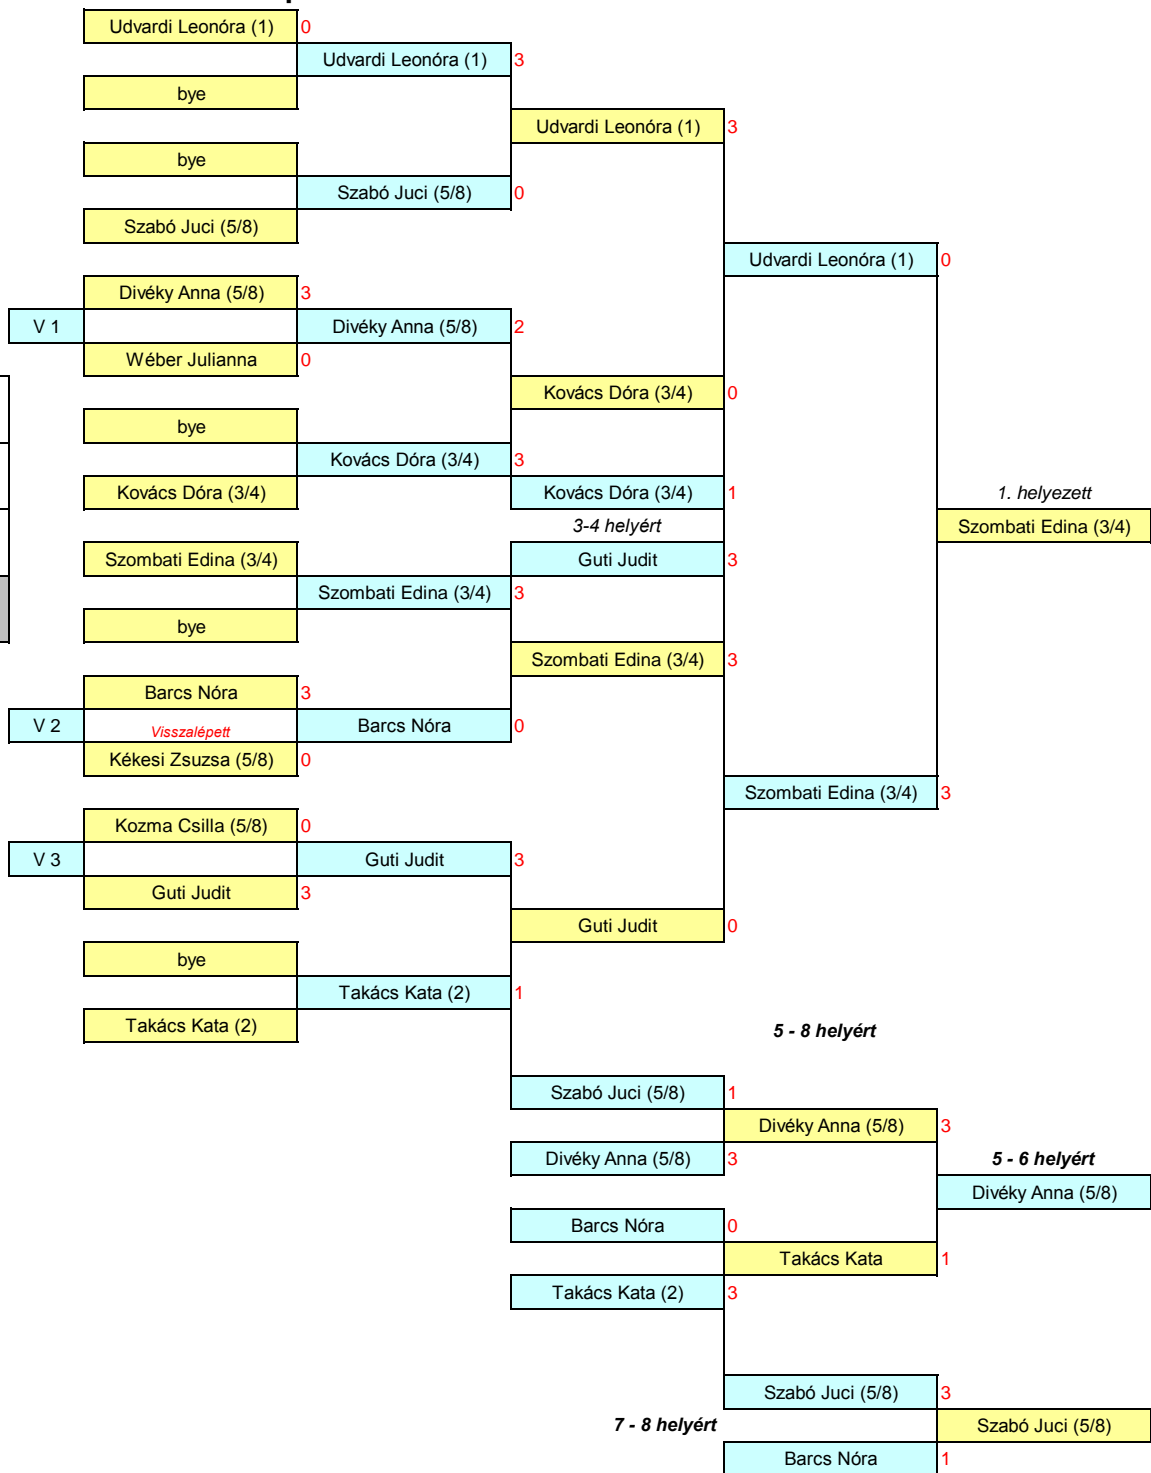 Udvardi Leonóra (1) 0
Udvardi Leonóra (1) 3
bye
Udvardi Leonóra (1) 3
bye
Szabó Juci (5/8) 0
Szabó Juci (5/8)
Udvardi Leonóra (1) 0
Divéky Anna (5/8) 3
V 1 Divéky Anna (5/8) 2
Wéber Julianna 0
Kovács Dóra (3/4) 0
bye
Kovács Dóra (3/4) 3
Kovács Dóra (3/4) Kovács Dóra (3/4) 1 1. helyezett
3-4 helyért Szombati Edina (3/4)
Szombati Edina (3/4) Guti Judit 3
Szombati Edina (3/4) 3
bye
Szombati Edina (3/4) 3
Barcs Nóra 3
V 2 Visszalépett Barcs Nóra 0
Kékesi Zsuzsa (5/8) 0
Szombati Edina (3/4) 3
Kozma Csilla (5/8) 0
V 3 Guti Judit 3
Guti Judit 3
Guti Judit 0
bye
Takács Kata (2) 1
Takács Kata (2)
5 - 8 helyért
Szabó Juci (5/8) 1
Divéky Anna (5/8) 3
Divéky Anna (5/8) 3 5 - 6 helyért
Divéky Anna (5/8)
Barcs Nóra 0
Takács Kata 1
Takács Kata (2) 3
Szabó Juci (5/8) 3
7 - 8 helyért Szabó Juci (5/8)
Barcs Nóra 1